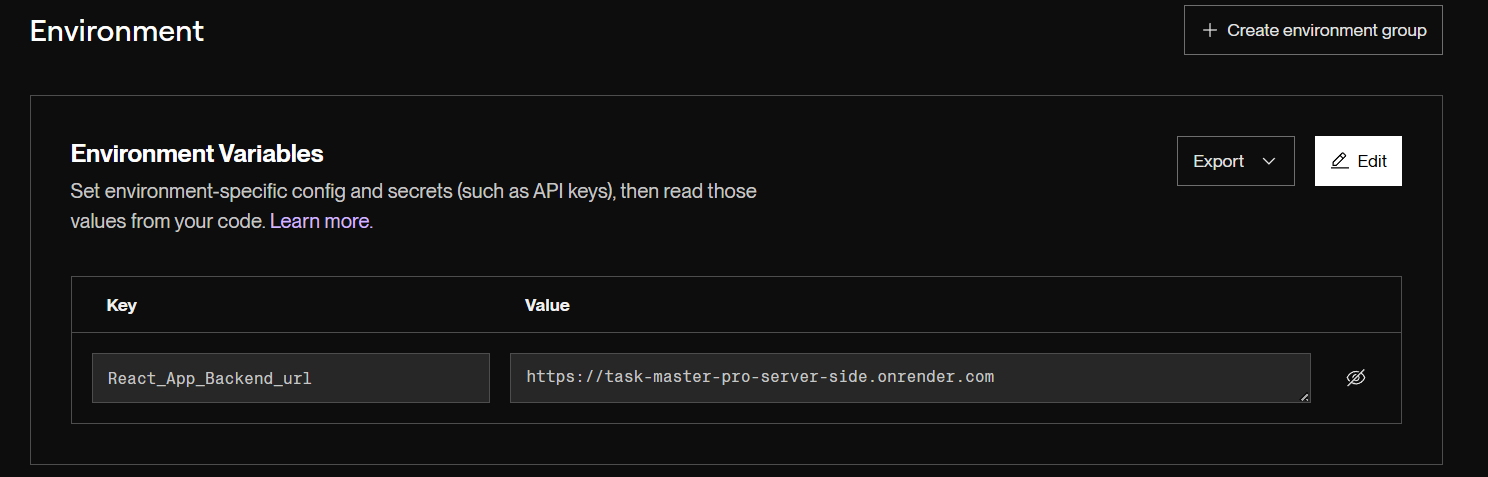 Environment
+ Create environment group
Environment Variables
Export
Edit
Set environment-specific config and secrets (such as API keys), then read those
values from your code. Learn more.
Key
Value
React_App_Backend_url
https://task-master-pro-server-side.onrender.com